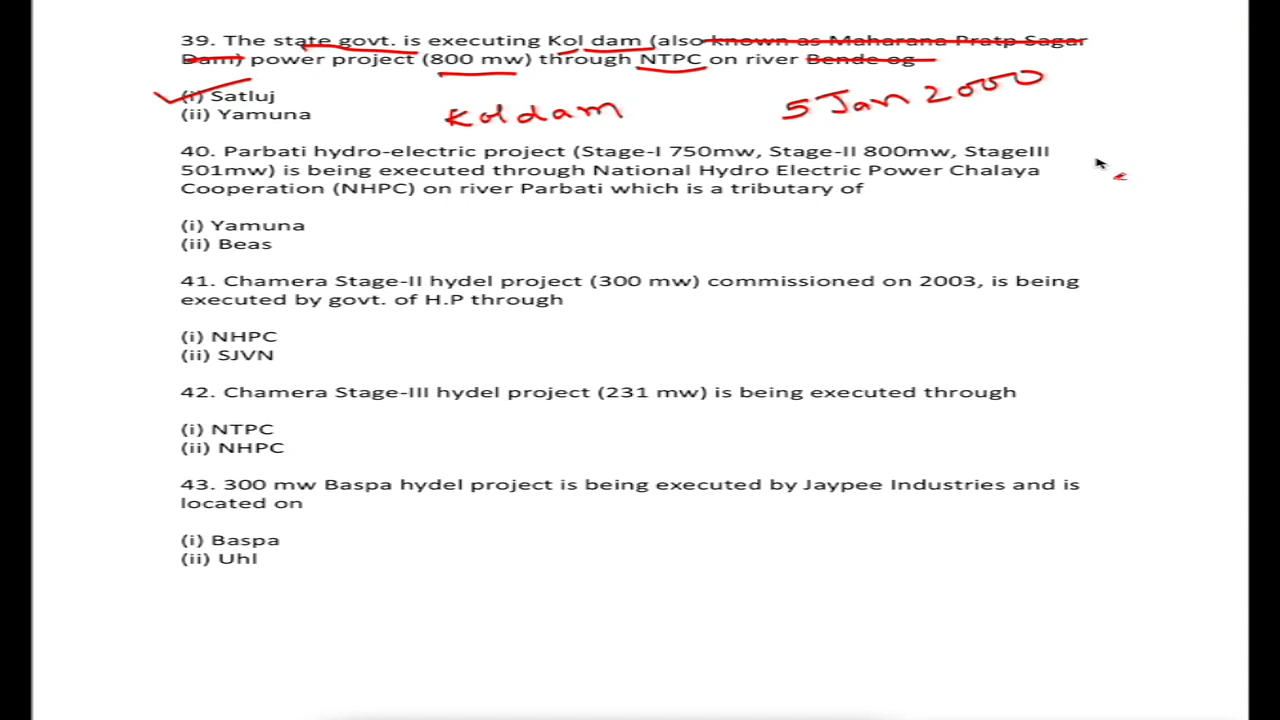 39. The state govt. is executing Kol dam (also known as Maharana Pratp Sagar
Dam) power project (800 mw) through NTPC on river Bende og
(i) Satluj
(ii) Yamuna
Koldam
5 Jan 2000
40. Parbati hydro-electric project (Stage-I 750mw, Stage-II 800mw, StageIII
501mw) is being executed through National Hydro Electric Power Chalaya
Cooperation (NHPC) on river Parbati which is a tributary of
(i) Yamuna
(ii) Beas
41. Chamera Stage-II hydel project (300 mw) commissioned on 2003, is being
executed by govt. of H.P through
(i) NHPC
(ii) SJVN
42. Chamera Stage-III hydel project (231 mw) is being executed through
(i) NTPC
(ii) NHPC
43. 300 mw Baspa hydel project is being executed by Jaypee Industries and is
located on
(i) Baspa
(ii) Uhl